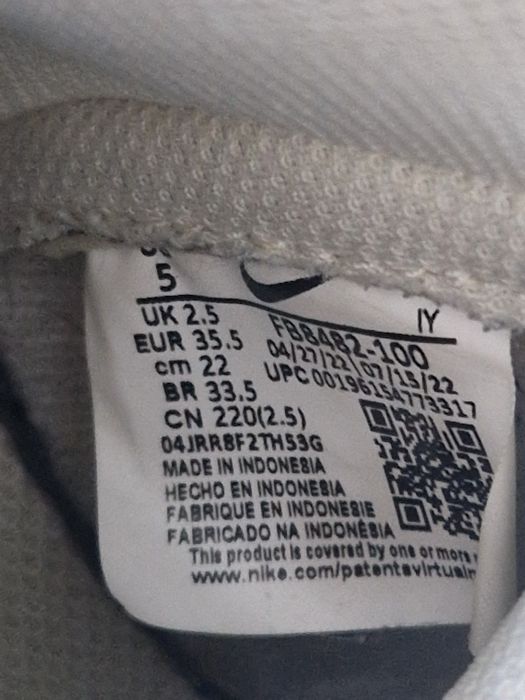 5
IY
UK 2.5 FB8482-100
EUR 35.5 04/27/22\07/15/22
cm 22 UPC 00196154773317
BR 33.5
CN 220(2.5)
04JRR8F2TH53G
MADE IN INDONESIA
HECHO EN INDONESIA
FABRIQUE EN INDONESIE
FABRICADO NA INDONÉSIA
This product is covered by one or more
www.nike.com/patentsvirtual